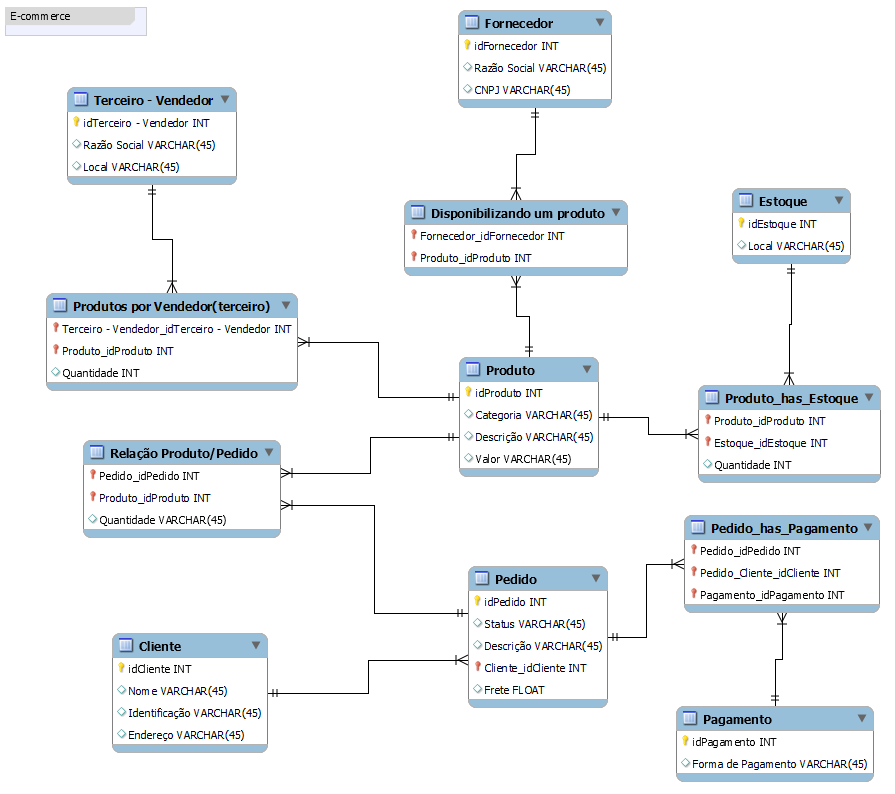 E-commerce
Fornecedor
idFornecedor INT
Razão Social VARCHAR(45)
CNPJ VARCHAR(45)
Terceiro - Vendedor
idTerceiro - Vendedor INT
Razão Social VARCHAR(45)
Local VARCHAR(45)
Disponibilizando um produto
Fornecedor_idFornecedor INT
Produto_idProduto INT
Estoque
idEstoque INT
Local VARCHAR(45)
Produtos por Vendedor(terceiro)
Terceiro - Vendedor_idTerceiro - Vendedor INT
Produto_idProduto INT
Quantidade INT
Produto
idProduto INT
Categoria VARCHAR(45)
Descrição VARCHAR(45)
Valor VARCHAR(45)
Produto_has_Estoque
Produto_idProduto INT
Estoque_idEstoque INT
Quantidade INT
Relação Produto/Pedido
Pedido_idPedido INT
Produto_idProduto INT
Quantidade VARCHAR(45)
Pedido_has_Pagamento
Pedido_idPedido INT
Pedido_Cliente_idCliente INT
Pagamento_idPagamento INT
Pedido
idPedido INT
Status VARCHAR(45)
Descrição VARCHAR(45)
Cliente_idCliente INT
Frete FLOAT
Cliente
idCliente INT
Nome VARCHAR(45)
Identificação VARCHAR(45)
Endereço VARCHAR(45)
Pagamento
idPagamento INT
Forma de Pagamento VARCHAR(45)